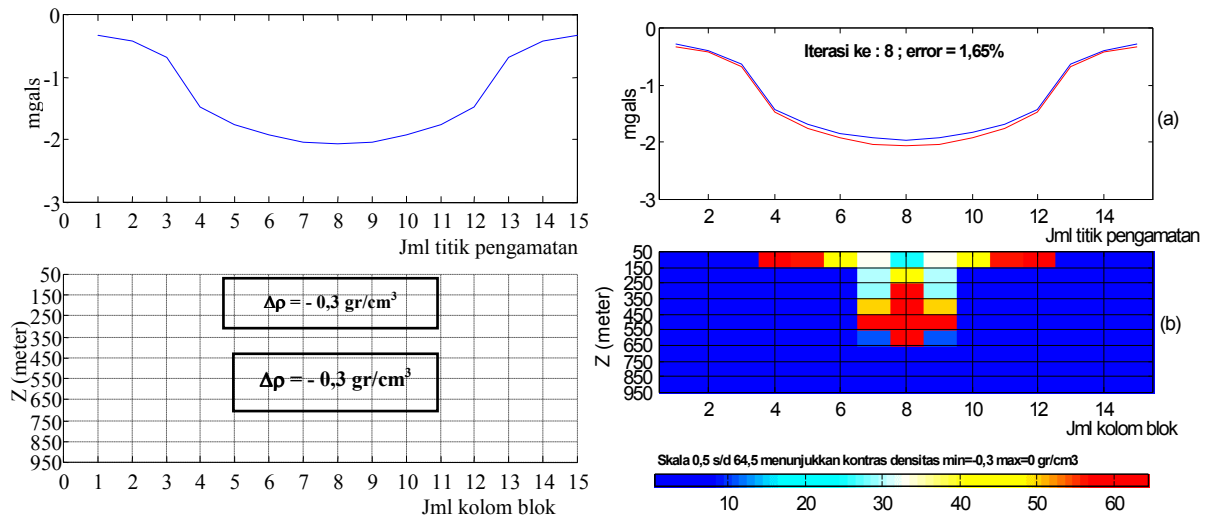 0
-1
-2
-3
mgals
0 1 2 3 4 5 6 7 8 9 10 11 12 13 14 15
Jml titik pengamatan
50
150
250
350
450
550
650
750
850
950
Z (meter)
Δρ = - 0,3 gr/cm³
Δρ = - 0,3 gr/cm³
0 1 2 3 4 5 6 7 8 9 10 11 12 13 14 15
Jml kolom blok
0
-1
-2
-3
mgals
Iterasi ke : 8 ; error = 1,65%
(a)
2 4 6 8 10 12 14
Jml titik pengamatan
50
150
250
350
450
550
650
750
850
950
Z (meter)
(b)
2 4 6 8 10 12 14
Jml kolom blok
Skala 0,5 s/d 64,5 menunjukkan kontras densitas min=-0,3 max=0 gr/cm3
10 20 30 40 50 60